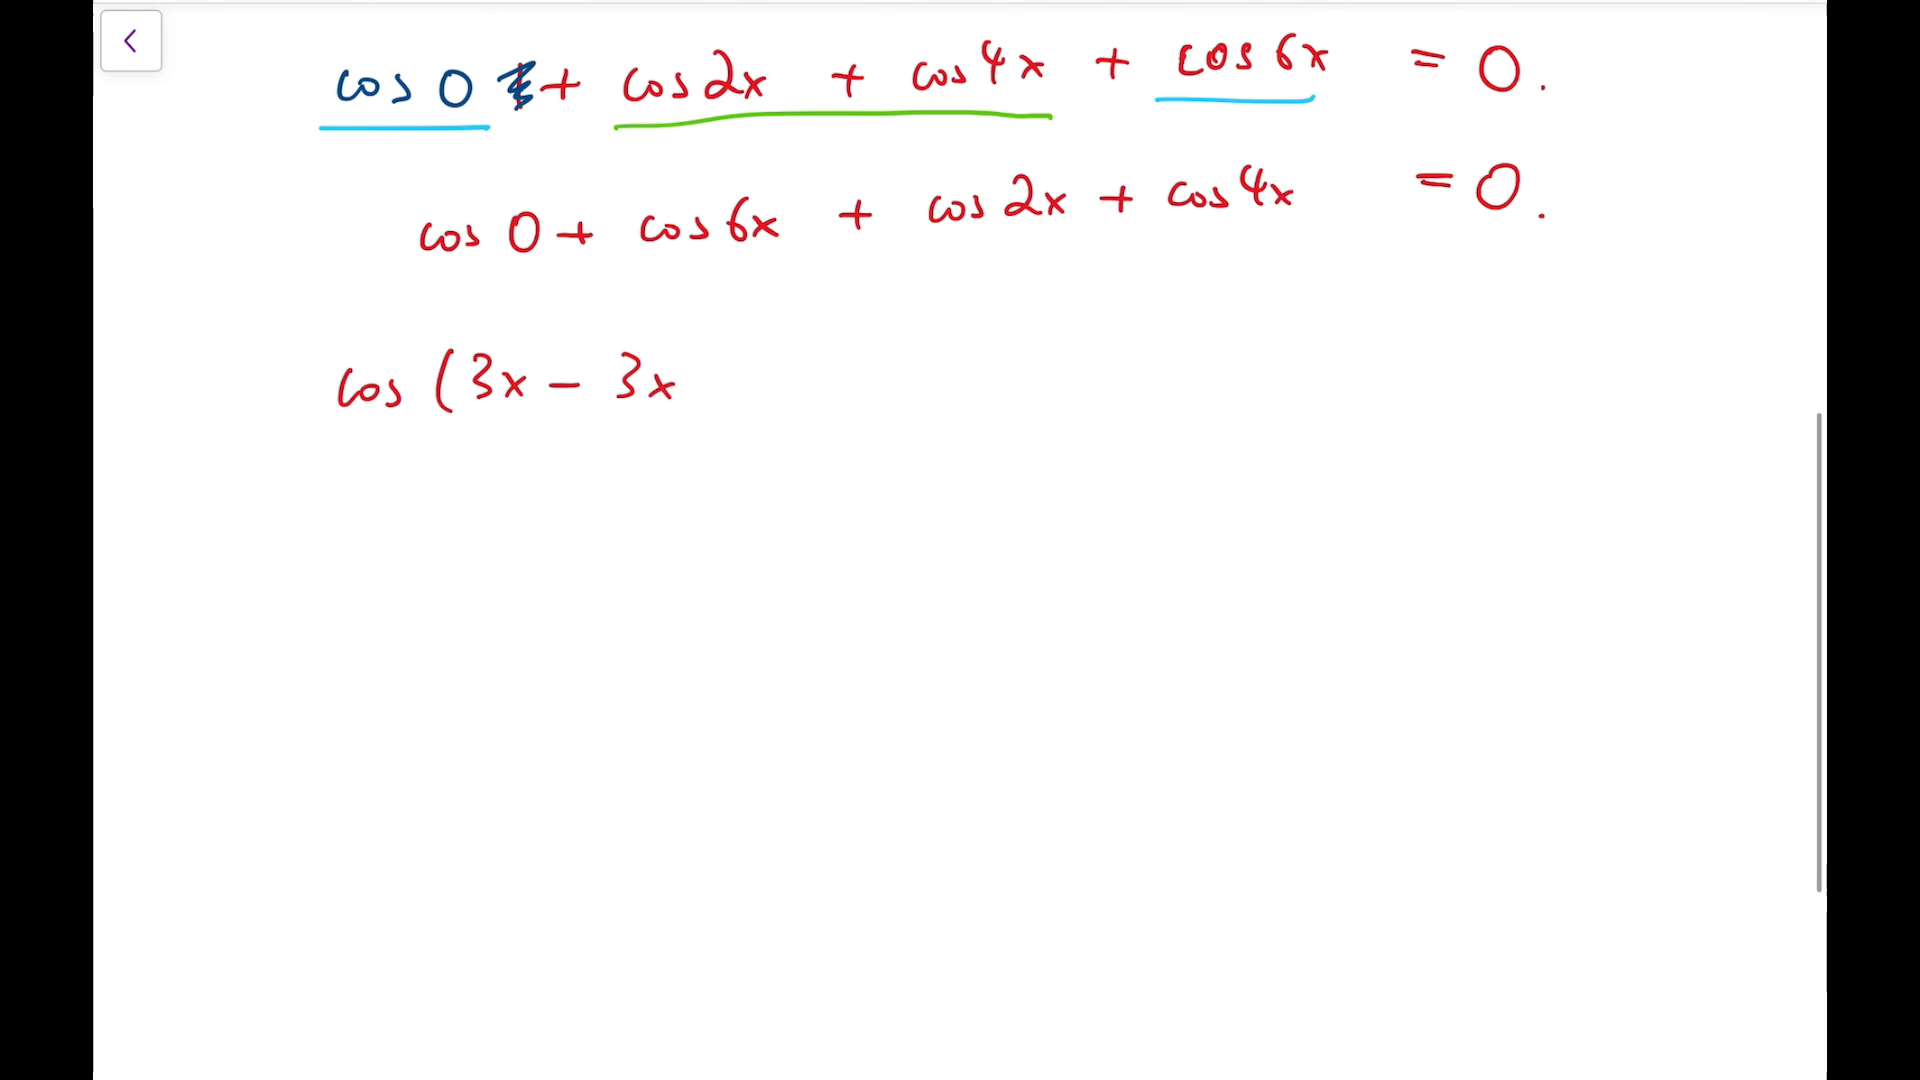 cos 0 + cos 2x + cos 4x + cos 6x = 0.
cos 0 + cos 6x + cos 2x + cos 4x = 0.
cos (3x − 3x